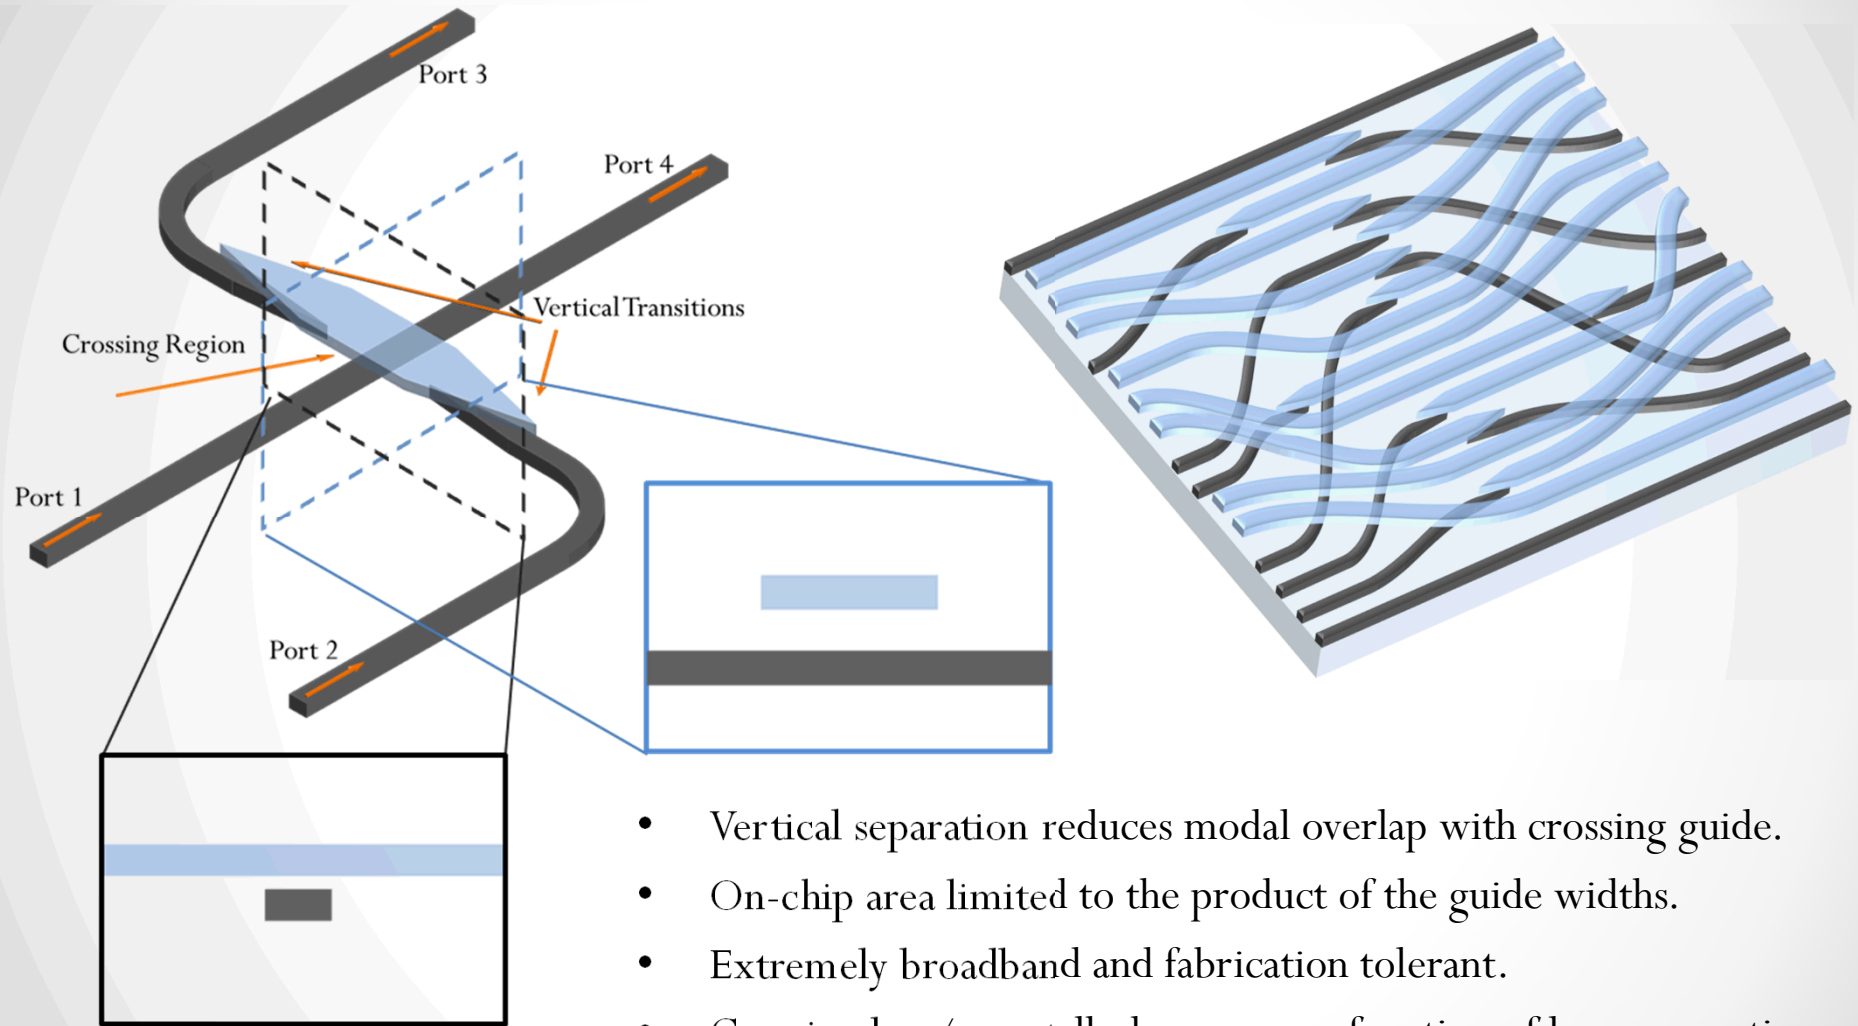 Port 3
Port 4
Vertical Transitions
Crossing Region
Port 1
Port 2
• Vertical separation reduces modal overlap with crossing guide.
• On-chip area limited to the product of the guide widths.
• Extremely broadband and fabrication tolerant.